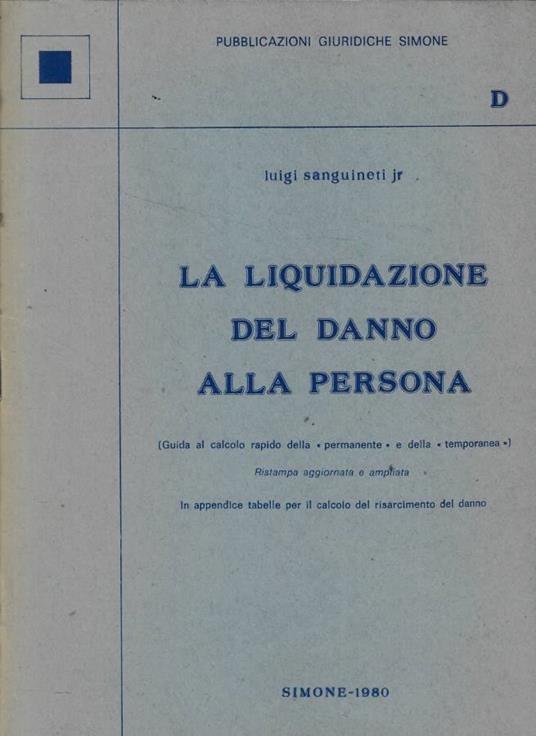 PUBBLICAZIONI GIURIDICHE SIMONE
D
luigi sanguineti jr
LA LIQUIDAZIONE
DEL DANNO
ALLA PERSONA
(Guida al calcolo rapido della « permanente » e della « temporanea »)
Ristampa aggiornata e ampliata
In appendice tabelle per il calcolo del risarcimento del danno
SIMONE-1980